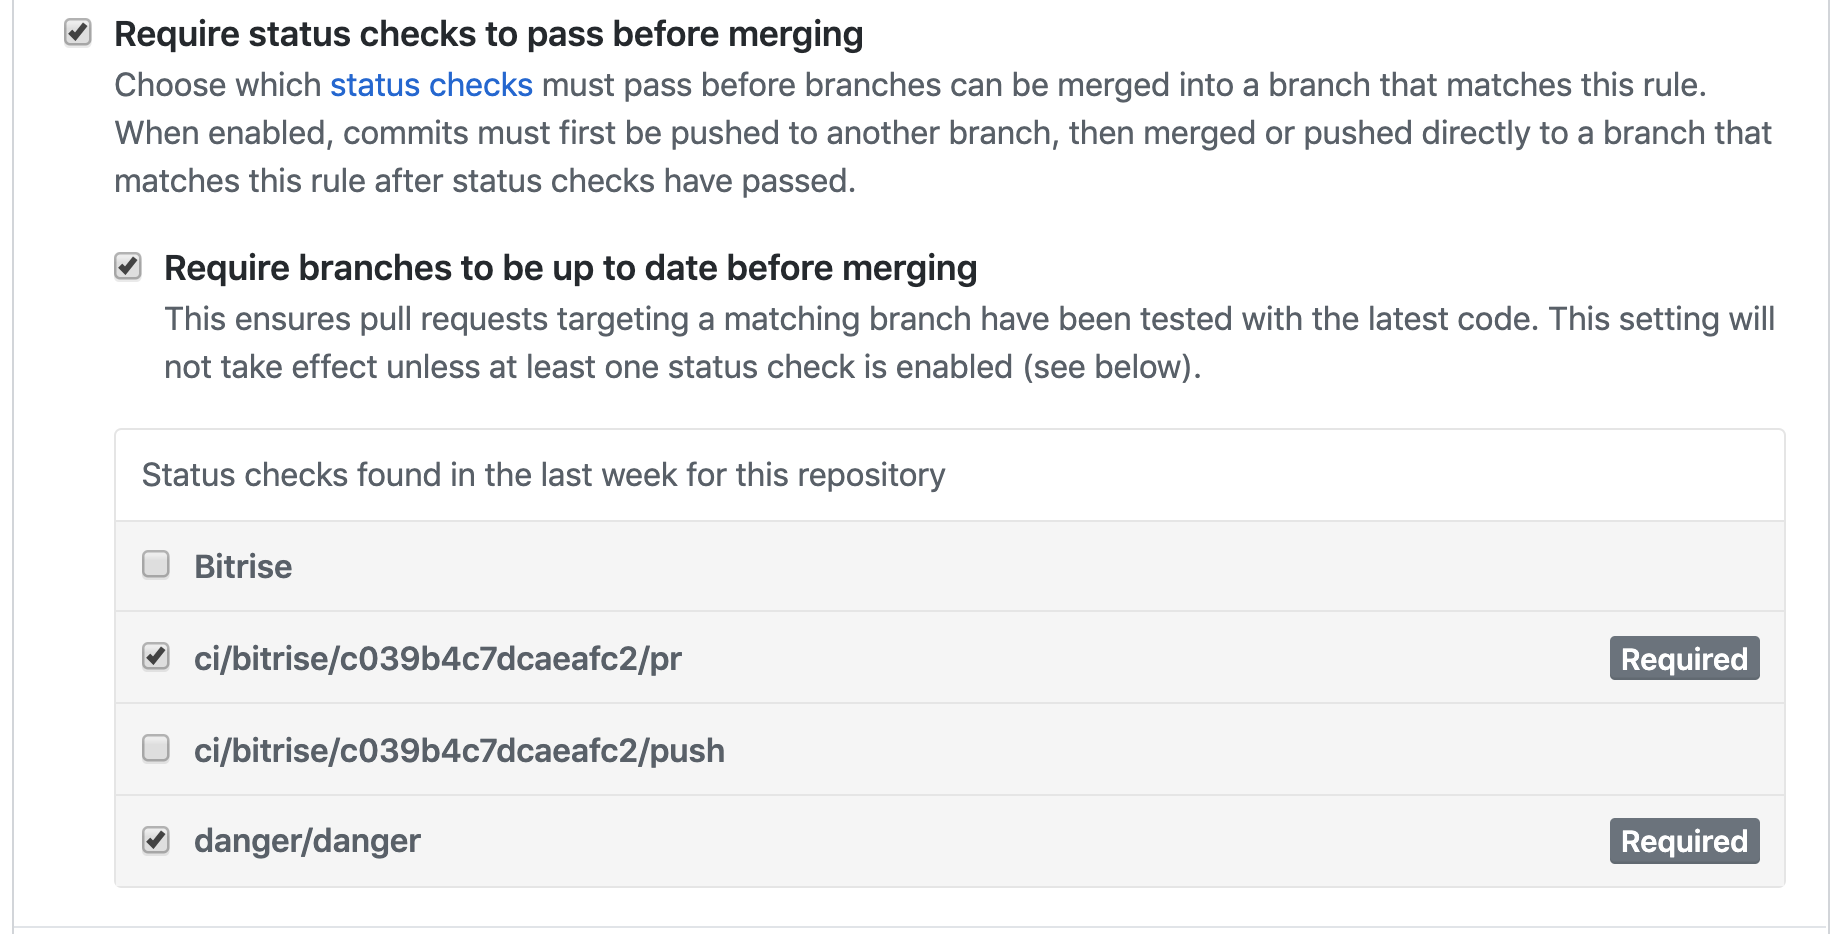 Require status checks to pass before merging
Choose which status checks must pass before branches can be merged into a branch that matches this rule.
When enabled, commits must first be pushed to another branch, then merged or pushed directly to a branch that
matches this rule after status checks have passed.
Require branches to be up to date before merging
This ensures pull requests targeting a matching branch have been tested with the latest code. This setting will
not take effect unless at least one status check is enabled (see below).
Status checks found in the last week for this repository
Bitrise
ci/bitrise/c039b4c7dcaeafc2/pr Required
ci/bitrise/c039b4c7dcaeafc2/push
danger/danger Required